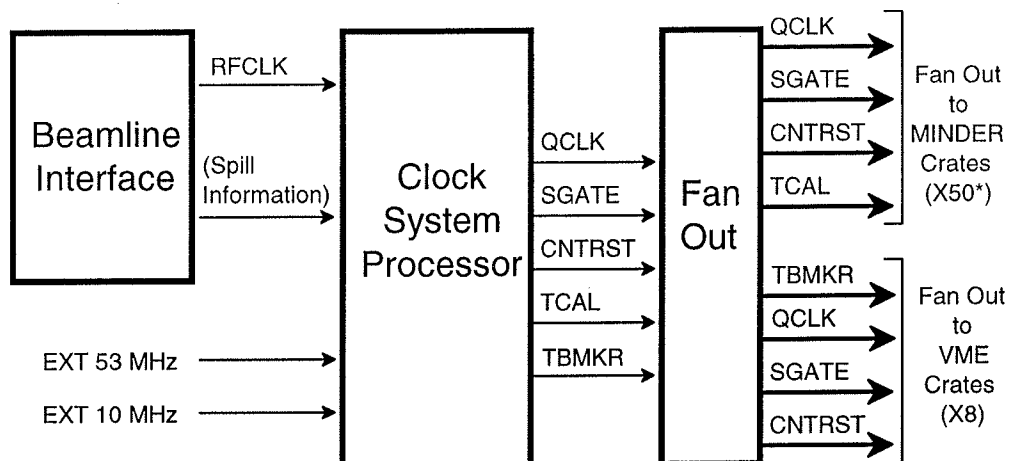 Beamline
Interface
RFCLK
(Spill
Information)
EXT 53 MHz
EXT 10 MHz
Clock
System
Processor
QCLK
SGATE
CNTRST
TCAL
TBMKR
Fan
Out
QCLK
SGATE
CNTRST
TCAL
Fan Out
to
MINDER
Crates
(X50*)
TBMKR
QCLK
SGATE
CNTRST
Fan Out
to
VME
Crates
(X8)